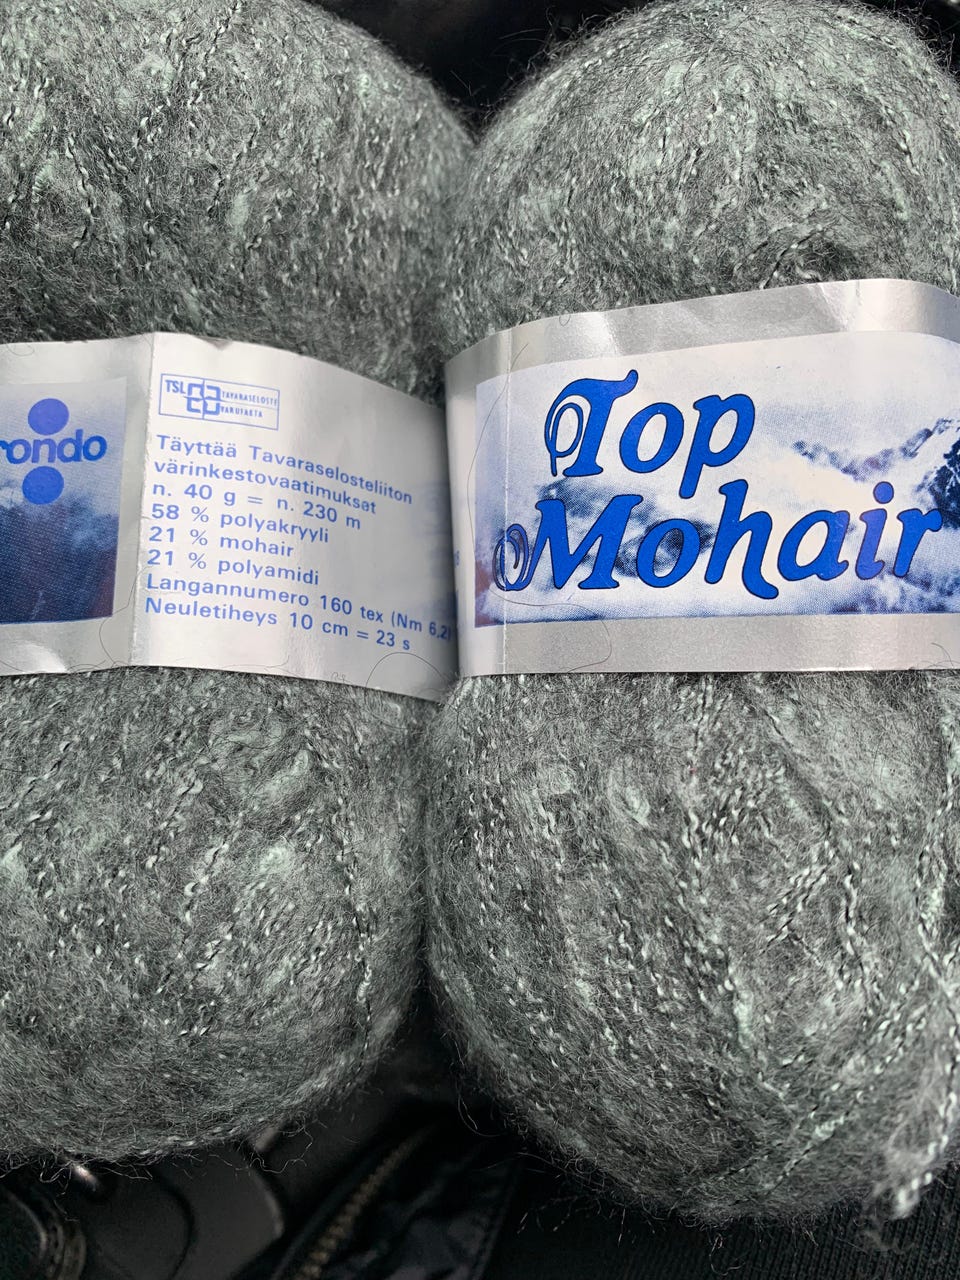 rondo
TSL TAVARASELOSTE
VARUFAKTA
Täyttää Tavaraselosteliiton
värinkestovaatimukset
n. 40 g = n. 230 m
58 % polyakryyli
21 % mohair
21 % polyamidi
Langannumero 160 tex (Nm 6,2)
Neuletiheys 10 cm = 23 s
Top
Mohair